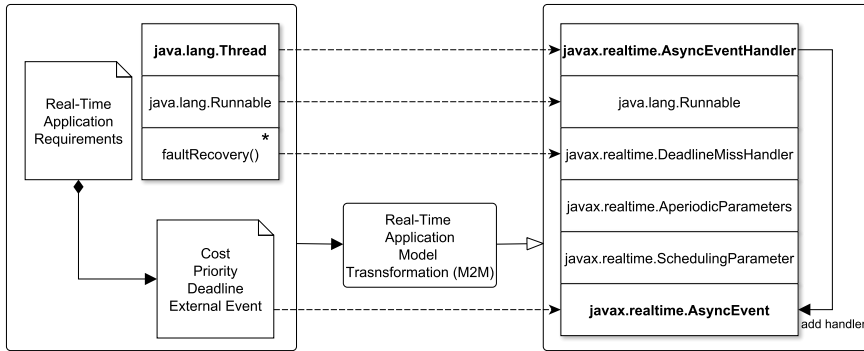 java.lang.Thread
java.lang.Runnable
*
faultRecovery()
Real-Time
Application
Requirements
Cost
Priority
Deadline
External Event
Real-Time
Application
Model
Trasnsformation (M2M)
javax.realtime.AsyncEventHandler
java.lang.Runnable
javax.realtime.DeadlineMissHandler
javax.realtime.AperiodicParameters
javax.realtime.SchedulingParameter
javax.realtime.AsyncEvent
add handler